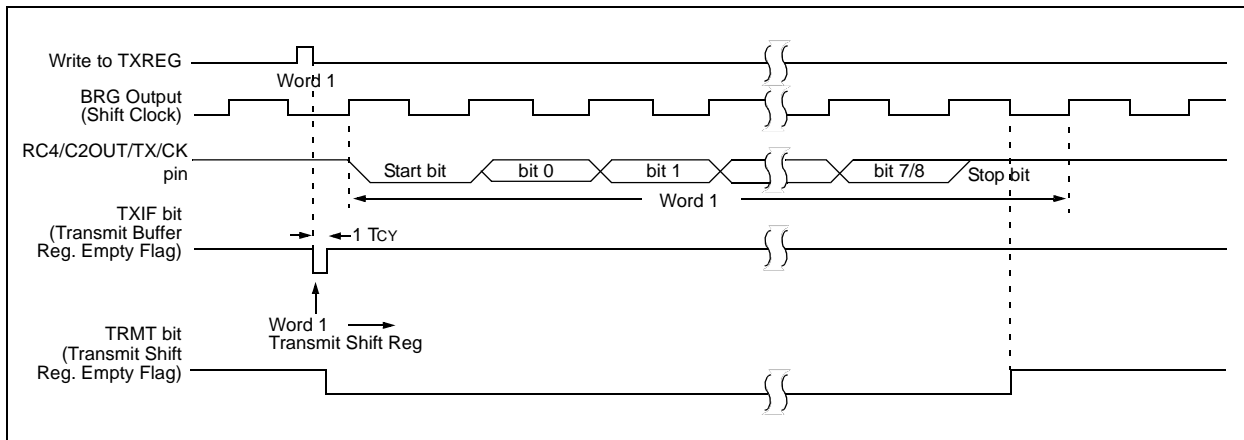 Write to TXREG
Word 1
BRG Output
(Shift Clock)
RC4/C2OUT/TX/CK
pin
Start bit
bit 0
bit 1
bit 7/8
Stop bit
Word 1
TXIF bit
(Transmit Buffer
Reg. Empty Flag)
1 TCY
Word 1
Transmit Shift Reg
TRMT bit
(Transmit Shift
Reg. Empty Flag)